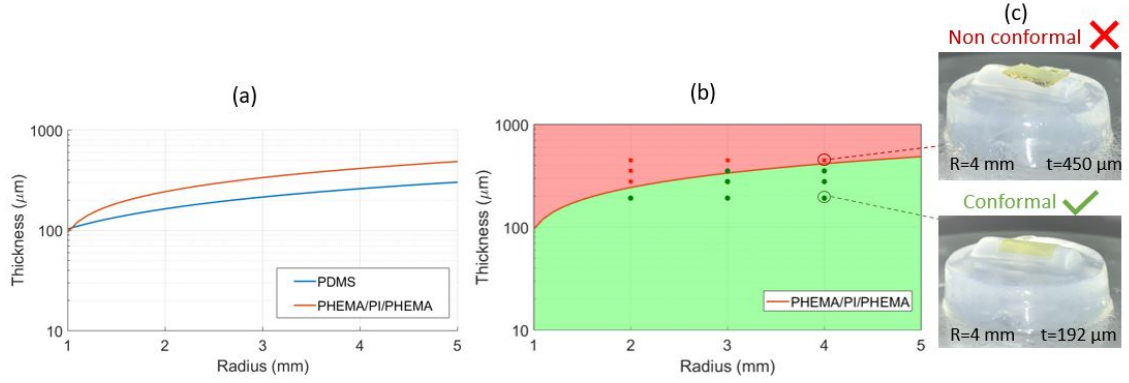 (a)
1000
100
10
Thickness (μm)
1
2
3
4
5
Radius (mm)
PDMS
PHEMA/PI/PHEMA
(b)
1000
100
10
Thickness (μm)
1
2
3
4
5
Radius (mm)
PHEMA/PI/PHEMA
(c)
Non conformal
R=4 mm t=450 μm
Conformal
R=4 mm t=192 μm